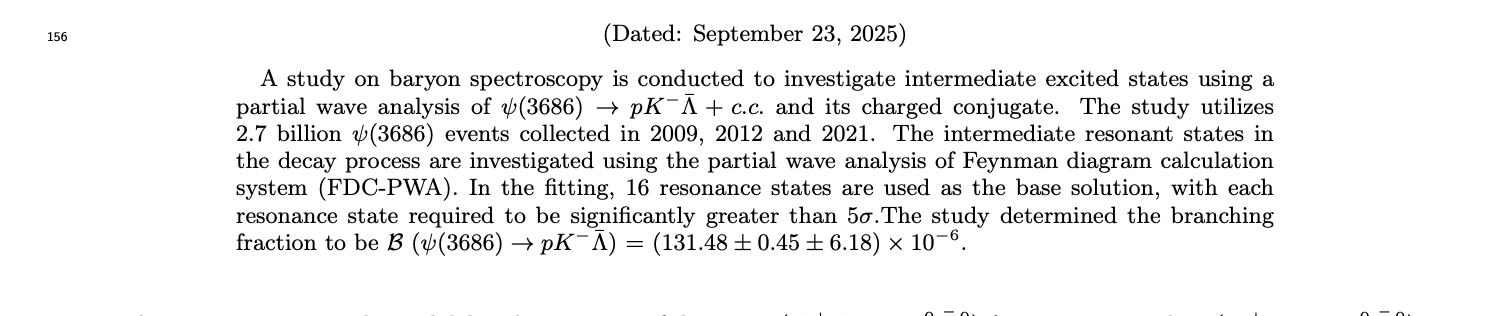 156
(Dated: September 23, 2025)
A study on baryon spectroscopy is conducted to investigate intermediate excited states using a
partial wave analysis of ψ(3686) → pK⁻Λ̄ + c.c. and its charged conjugate. The study utilizes
2.7 billion ψ(3686) events collected in 2009, 2012 and 2021. The intermediate resonant states in
the decay process are investigated using the partial wave analysis of Feynman diagram calculation
system (FDC-PWA). In the fitting, 16 resonance states are used as the base solution, with each
resonance state required to be significantly greater than 5σ.The study determined the branching
fraction to be ℬ (ψ(3686) → pK⁻Λ̄) = (131.48 ± 0.45 ± 6.18) × 10⁻⁶.